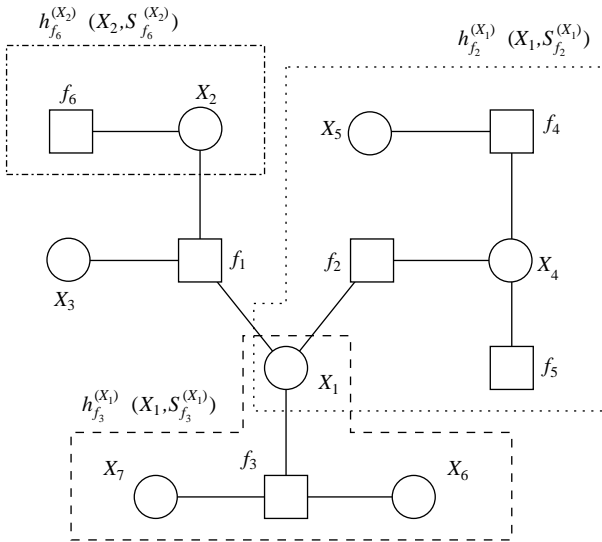 h_{f_6}^{(X_2)} (X_2, S_{f_6}^{(X_2)})
h_{f_2}^{(X_1)} (X_1, S_{f_2}^{(X_1)})
f_6
X_2
X_5
f_4
X_3
f_1
f_2
X_4
X_1
f_5
h_{f_3}^{(X_1)} (X_1, S_{f_3}^{(X_1)})
X_7
f_3
X_6